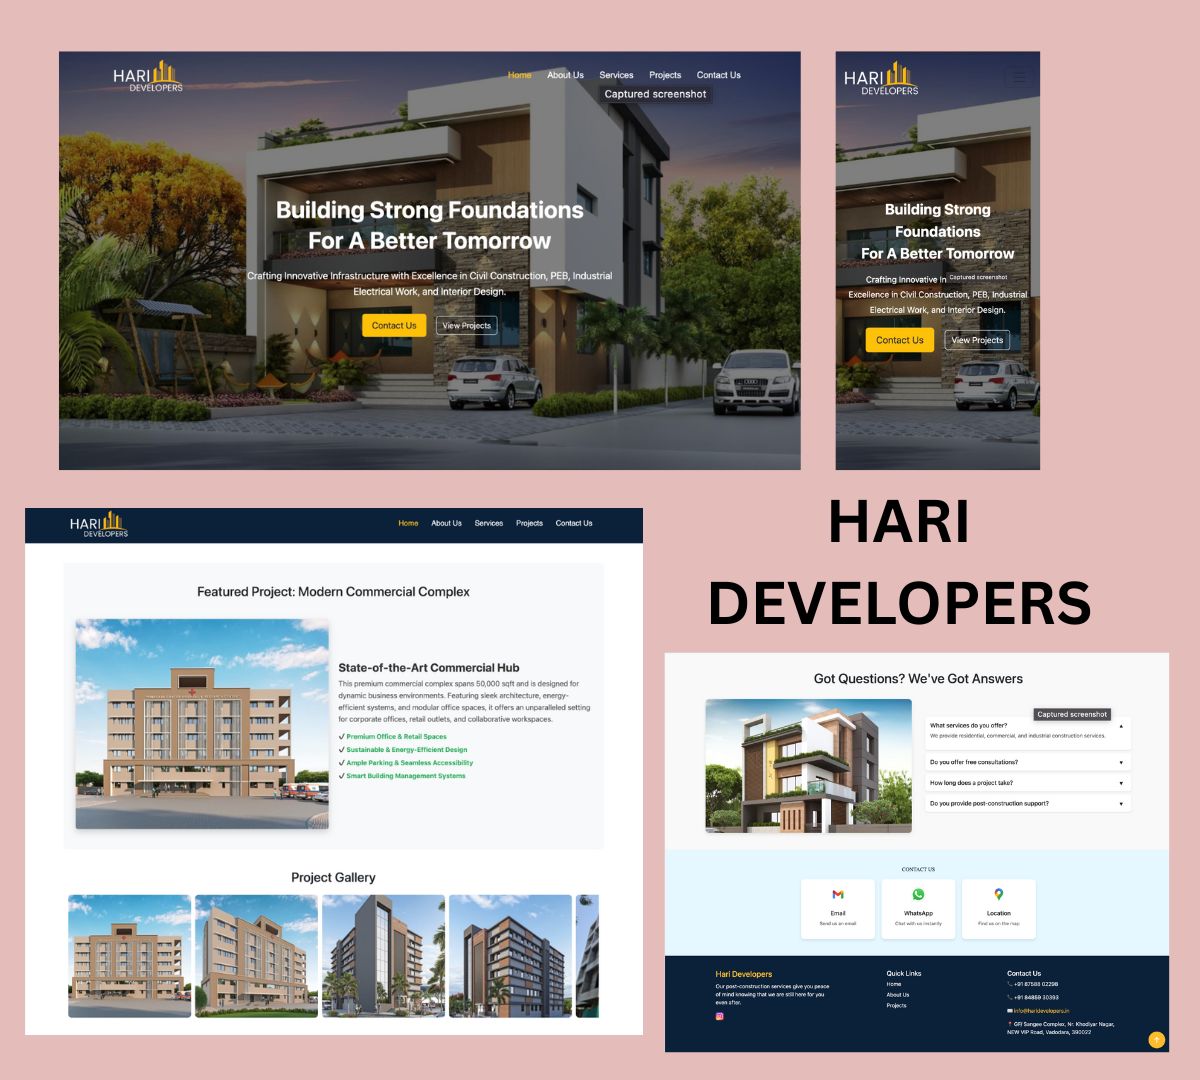 HARI
DEVELOPERS
Home About Us Services Projects Contact Us
Captured screenshot
Building Strong Foundations
For A Better Tomorrow
Crafting Innovative Infrastructure with Excellence in Civil Construction, PEB, Industrial
Electrical Work, and Interior Design.
Contact Us View Projects
HARI
DEVELOPERS
Building Strong
Foundations
For A Better Tomorrow
Crafting Innovative In
Captured screenshot
Excellence in Civil Construction, PEB, Industrial
Electrical Work, and Interior Design.
Contact Us View Projects
HARI
DEVELOPERS
HARI
DEVELOPERS
Home About Us Services Projects Contact Us
Featured Project: Modern Commercial Complex
State-of-the-Art Commercial Hub
This premium commercial complex spans 50,000 sqft and is designed for
dynamic business environments. Featuring sleek architecture, energy-
efficient systems, and modular office spaces, it offers an unparalleled setting
for corporate offices, retail outlets, and collaborative workspaces.
✓ Premium Office & Retail Spaces
✓ Sustainable & Energy-Efficient Design
✓ Ample Parking & Seamless Accessibility
✓ Smart Building Management Systems
Project Gallery
Got Questions? We've Got Answers
Captured screenshot
What services do you offer? ▲
We provide residential, commercial, and industrial construction services.
Do you offer free consultations? ▼
How long does a project take? ▼
Do you provide post-construction support? ▼
CONTACT US
Email
Send us an email
WhatsApp
Chat with us instantly
Location
Find us on the map
Hari Developers
Our post-construction services give you peace
of mind knowing that we are still here for you
even after.
Quick Links
Home
About Us
Projects
Contact Us
+91 87588 02298
+91 84859 30393
info@haridevelopers.in
GF/ Sangee Complex, Nr. Khodiyar Nagar,
NEW VIP Road, Vadodara, 390022